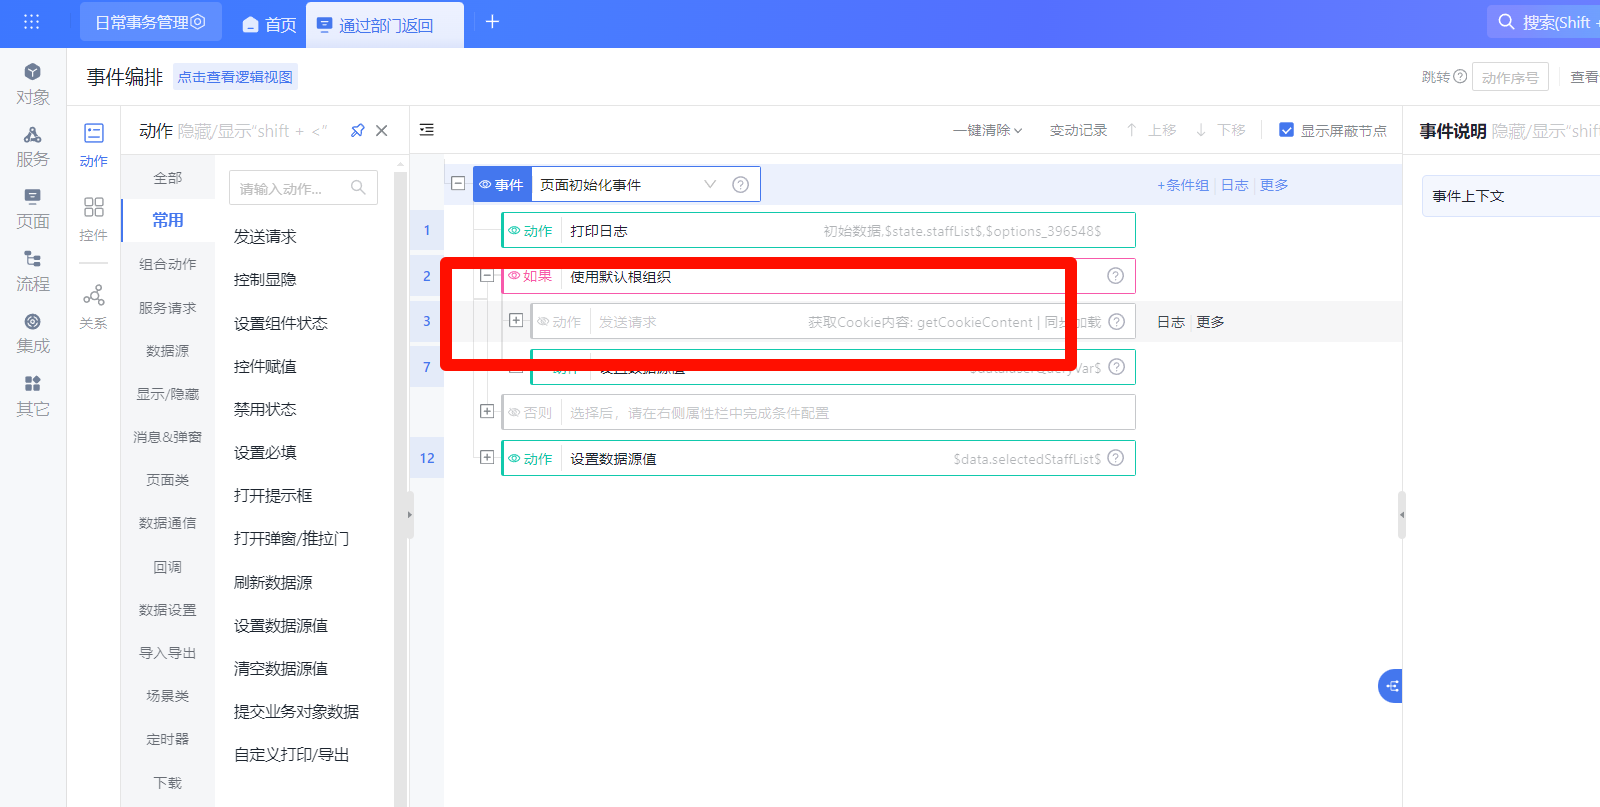 日常事务管理
首页
通过部门返回
搜索(Shift +
事件编排
点击查看逻辑视图
跳转
动作序号
查看
对象
服务
页面
流程
集成
其它
动作
控件
关系
动作 隐藏/显示"shift + <"
全部
常用
组合动作
服务请求
数据源
显示/隐藏
消息&弹窗
页面类
数据通信
回调
数据设置
导入导出
场景类
定时器
下载
请输入动作...
发送请求
控制显隐
设置组件状态
控件赋值
禁用状态
设置必填
打开提示框
打开弹窗/推拉门
刷新数据源
设置数据源值
清空数据源值
提交业务对象数据
自定义打印/导出
一键清除
变动记录
上移
下移
显示屏蔽节点
事件 页面初始化事件
+条件组 日志 更多
1 动作 打印日志 初始数据,$state.staffList$,$options_396548$
2 如果 使用默认根组织
3 动作 发送请求 获取Cookie内容: getCookieContent | 同步加载 日志 更多
7 动作 设置数据源值
否则 选择后，请在右侧属性栏中完成条件配置
12 动作 设置数据源值 $data.selectedStaffList$
事件说明 隐藏/显示"shif
事件上下文